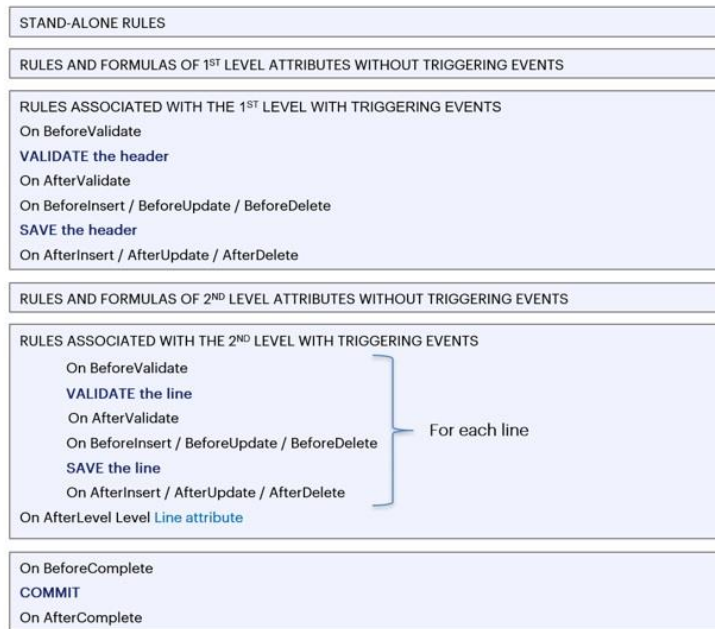 STAND-ALONE RULES
RULES AND FORMULAS OF 1ST LEVEL ATTRIBUTES WITHOUT TRIGGERING EVENTS
RULES ASSOCIATED WITH THE 1ST LEVEL WITH TRIGGERING EVENTS
On BeforeValidate
VALIDATE the header
On AfterValidate
On BeforeInsert / BeforeUpdate / BeforeDelete
SAVE the header
On AfterInsert / AfterUpdate / AfterDelete
RULES AND FORMULAS OF 2ND LEVEL ATTRIBUTES WITHOUT TRIGGERING EVENTS
RULES ASSOCIATED WITH THE 2ND LEVEL WITH TRIGGERING EVENTS
On BeforeValidate
VALIDATE the line
On AfterValidate
On BeforeInsert / BeforeUpdate / BeforeDelete
SAVE the line
On AfterInsert / AfterUpdate / AfterDelete
For each line
On AfterLevel Level Line attribute
On BeforeComplete
COMMIT
On AfterComplete